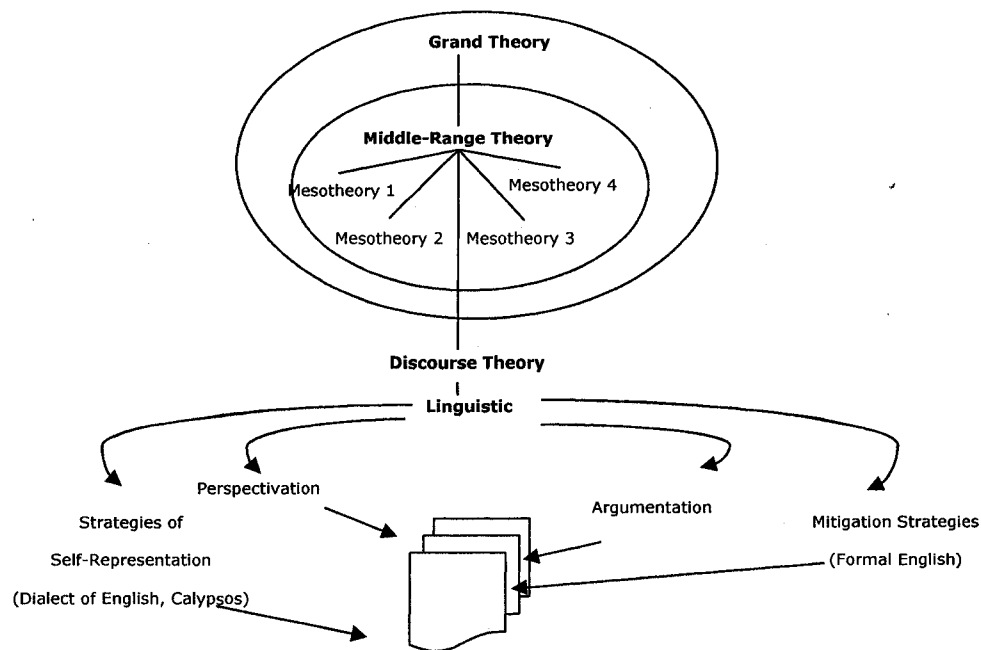 Grand Theory
Middle-Range Theory
Mesotheory 1
Mesotheory 4
Mesotheory 2
Mesotheory 3
Discourse Theory
Linguistic
Perspectivation
Argumentation
Strategies of
Self-Representation
(Dialect of English, Calypsos)
Mitigation Strategies
(Formal English)